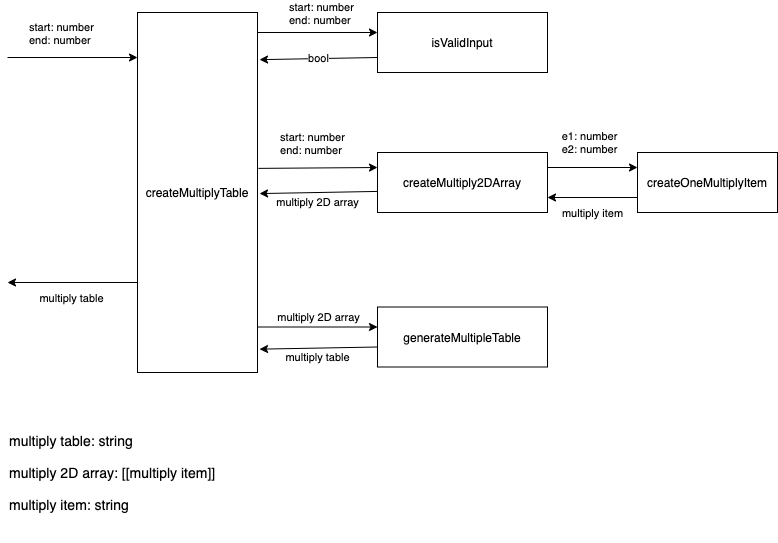 start: number
end: number
start: number
end: number
isValidInput
bool
start: number
end: number
e1: number
e2: number
createMultiplyTable
createMultiply2DArray
createOneMultiplyItem
multiply 2D array
multiply item
multiply table
multiply 2D array
generateMultipleTable
multiply table
multiply table: string
multiply 2D array: [[multiply item]]
multiply item: string